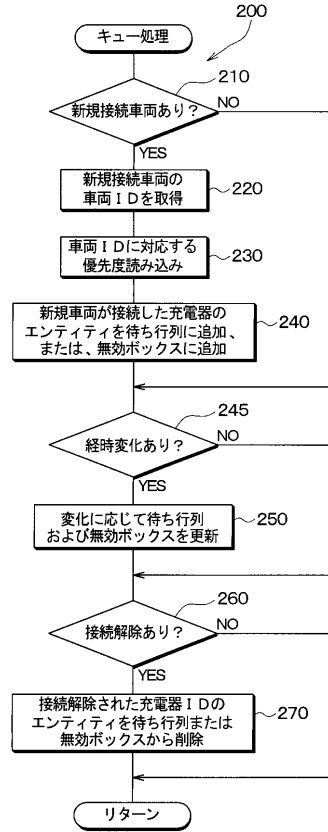 200
キュー処理
210
新規接続車両あり？
NO
YES
新規接続車両の
車両ＩＤを取得
220
車両ＩＤに対応する
優先度読み込み
230
新規車両が接続した充電器の
エンティティを待ち行列に追加、
または、無効ボックスに追加
240
245
経時変化あり？
NO
YES
変化に応じて待ち行列
および無効ボックスを更新
250
260
接続解除あり？
NO
YES
接続解除された充電器ＩＤの
エンティティを待ち行列または
無効ボックスから削除
270
リターン